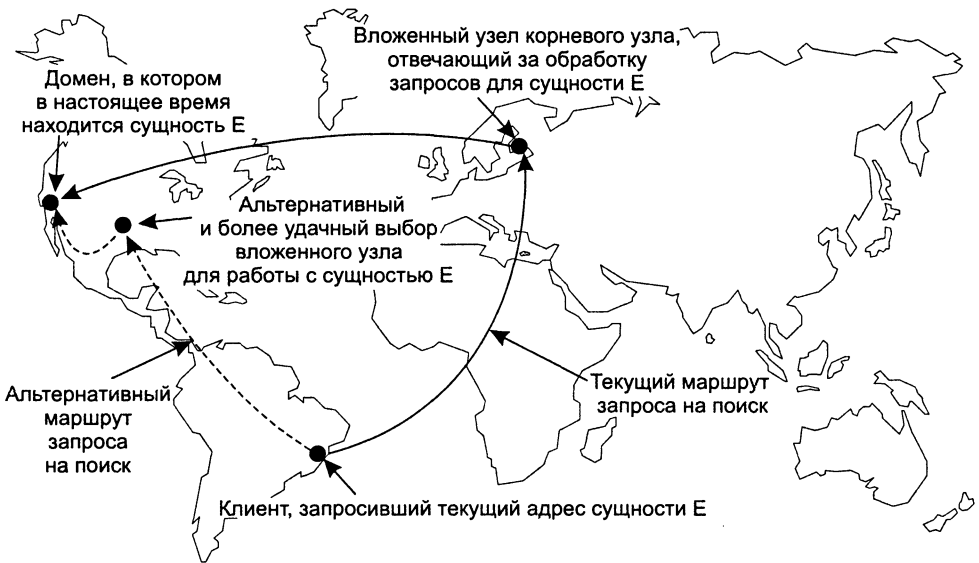 Вложенный узел корневого узла,
отвечающий за обработку
запросов для сущности E
Домен, в котором
в настоящее время
находится сущность E
Альтернативный
и более удачный выбор
вложенного узла
для работы с сущностью E
Альтернативный
маршрут
запроса
на поиск
Текущий маршрут
запроса на поиск
Клиент, запросивший текущий адрес сущности E